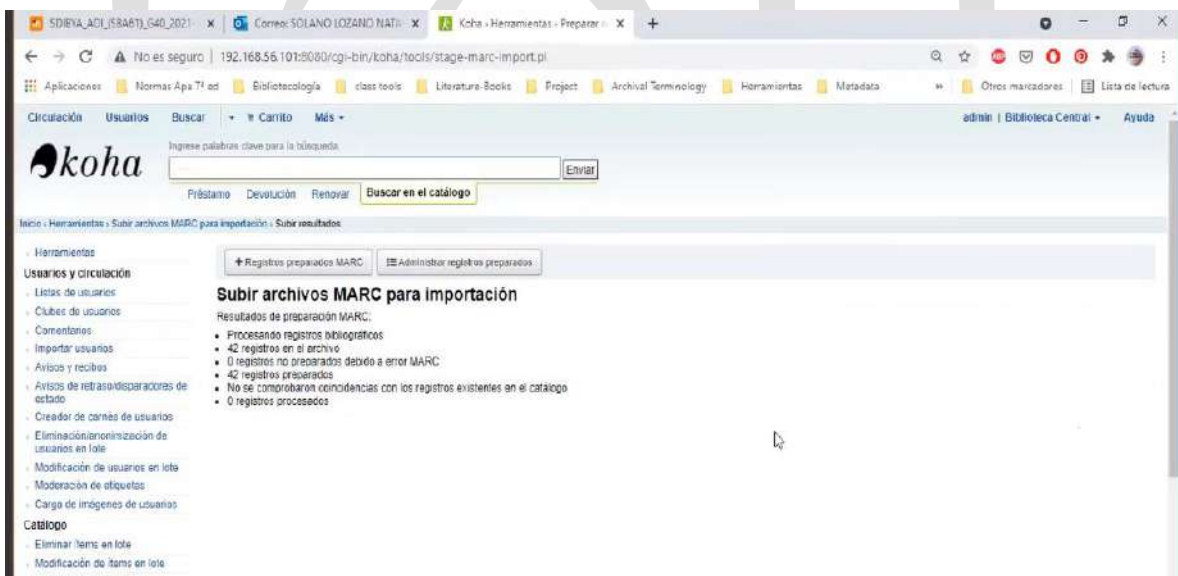 SDIBYA_ADI_(SBA61)_G40_2021- x
Correo: SOLANO LOZANO NATA x
Koha › Herramientas › Preparar r x +
No es seguro | 192.168.56.101:8080/cgi-bin/koha/tools/stage-marc-import.pl
Aplicaciones Normas Apa 7ª ed Bibliotecología class tools Literature-Books Project Archival Terminology Herramientas Metadata » Otros marcadores Lista de lectura
Circulación Usuarios Buscar Carrito Más admin | Biblioteca Central Ayuda
koha
Ingrese palabras clave para la búsqueda
Enviar
Préstamo Devolución Renovar Buscar en el catálogo
Inicio › Herramientas › Subir archivos MARC para importación › Subir resultados
Herramientas
Usuarios y circulación
Listas de usuarios
Clubes de usuarios
Comentarios
Importar usuarios
Avisos y recibos
Avisos de retraso/disparadores de
estado
Creador de carnés de usuarios
Eliminación/anonimización de
usuarios en lote
Modificación de usuarios en lote
Moderación de etiquetas
Carga de imágenes de usuarios
Catálogo
Eliminar ítems en lote
Modificación de ítems en lote
+ Registros preparados MARC Administrar registros preparados
Subir archivos MARC para importación
Resultados de preparación MARC:
• Procesando registros bibliográficos
• 42 registros en el archivo
• 0 registros no preparados debido a error MARC
• 42 registros preparados
• No se comprobaron coincidencias con los registros existentes en el catálogo
• 0 registros procesados